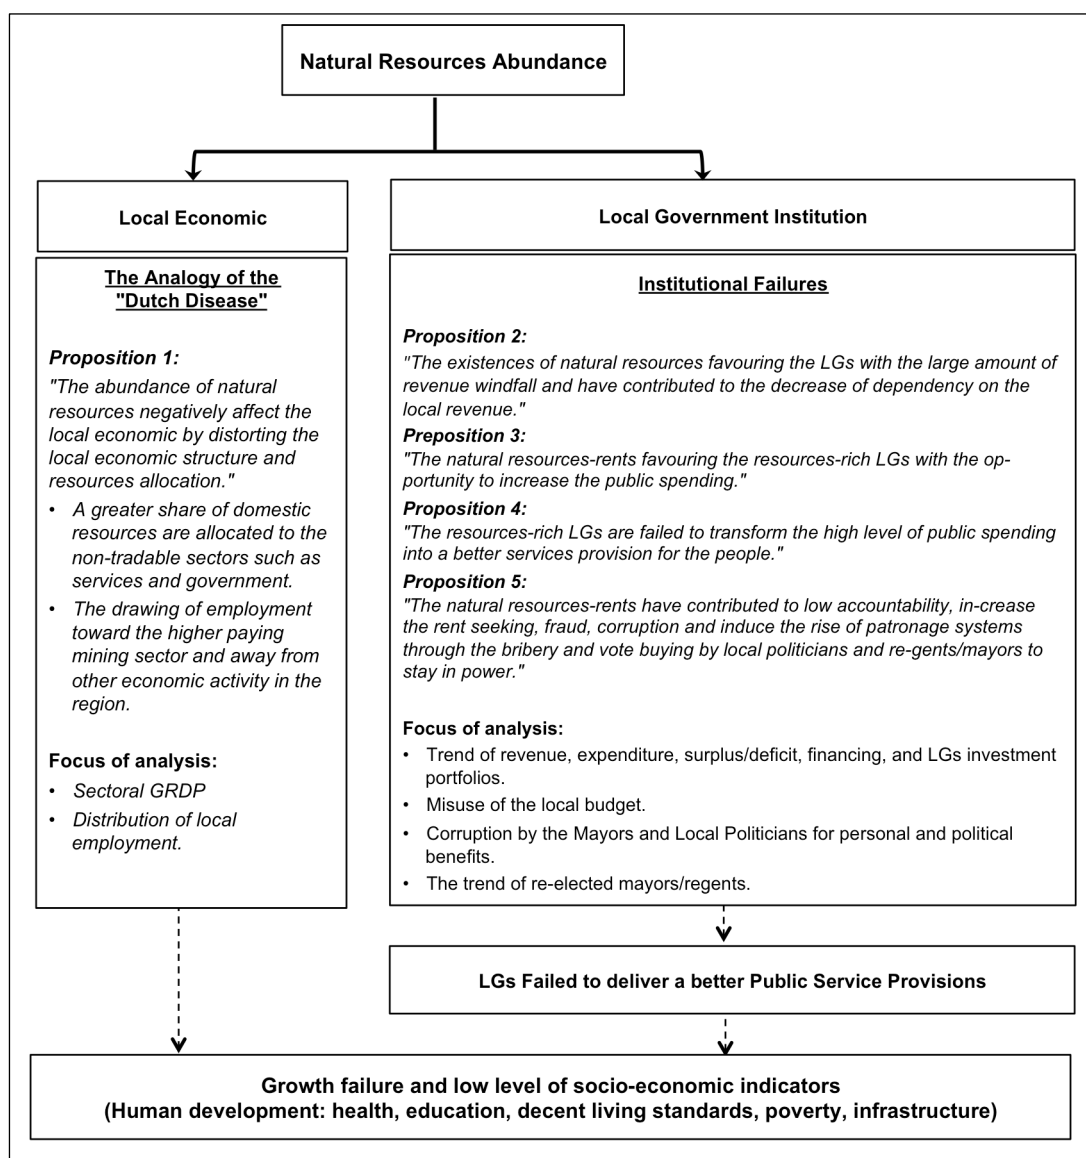 Natural Resources Abundance
Local Economic
The Analogy of the
"Dutch Disease"
Proposition 1:
"The abundance of natural
resources negatively affect the
local economic by distorting the
local economic structure and
resources allocation."
• A greater share of domestic
resources are allocated to the
non-tradable sectors such as
services and government.
• The drawing of employment
toward the higher paying
mining sector and away from
other economic activity in the
region.
Focus of analysis:
• Sectoral GRDP
• Distribution of local
employment.
Local Government Institution
Institutional Failures
Proposition 2:
"The existences of natural resources favouring the LGs with the large amount of
revenue windfall and have contributed to the decrease of dependency on the
local revenue."
Preposition 3:
"The natural resources-rents favouring the resources-rich LGs with the op-
portunity to increase the public spending."
Proposition 4:
"The resources-rich LGs are failed to transform the high level of public spending
into a better services provision for the people."
Proposition 5:
"The natural resources-rents have contributed to low accountability, in-crease
the rent seeking, fraud, corruption and induce the rise of patronage systems
through the bribery and vote buying by local politicians and re-gents/mayors to
stay in power."
Focus of analysis:
• Trend of revenue, expenditure, surplus/deficit, financing, and LGs investment
portfolios.
• Misuse of the local budget.
• Corruption by the Mayors and Local Politicians for personal and political
benefits.
• The trend of re-elected mayors/regents.
LGs Failed to deliver a better Public Service Provisions
Growth failure and low level of socio-economic indicators
(Human development: health, education, decent living standards, poverty, infrastructure)